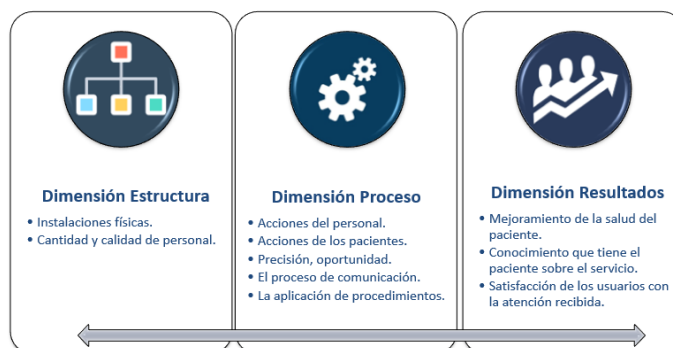 Dimensión Estructura
• Instalaciones físicas.
• Cantidad y calidad de personal.
Dimensión Proceso
• Acciones del personal.
• Acciones de los pacientes.
• Precisión, oportunidad.
• El proceso de comunicación.
• La aplicación de procedimientos.
Dimensión Resultados
• Mejoramiento de la salud del
paciente.
• Conocimiento que tiene el
paciente sobre el servicio.
• Satisfacción de los usuarios con
la atención recibida.